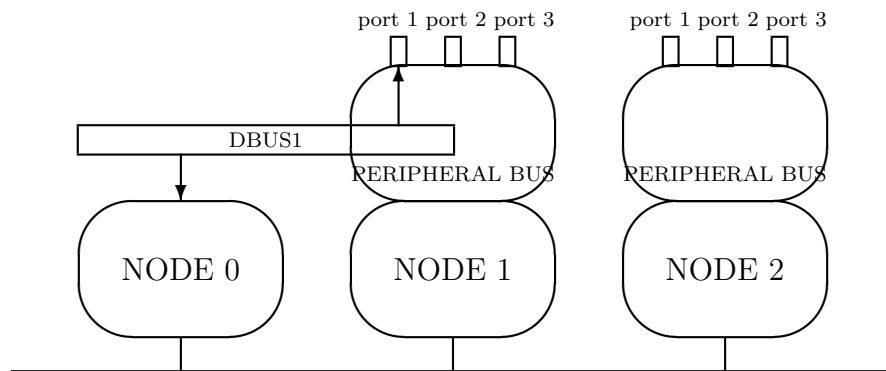 port 1 port 2 port 3 port 1 port 2 port 3
DBUS1
PERIPHERAL BUS PERIPHERAL BUS
NODE 0 NODE 1 NODE 2